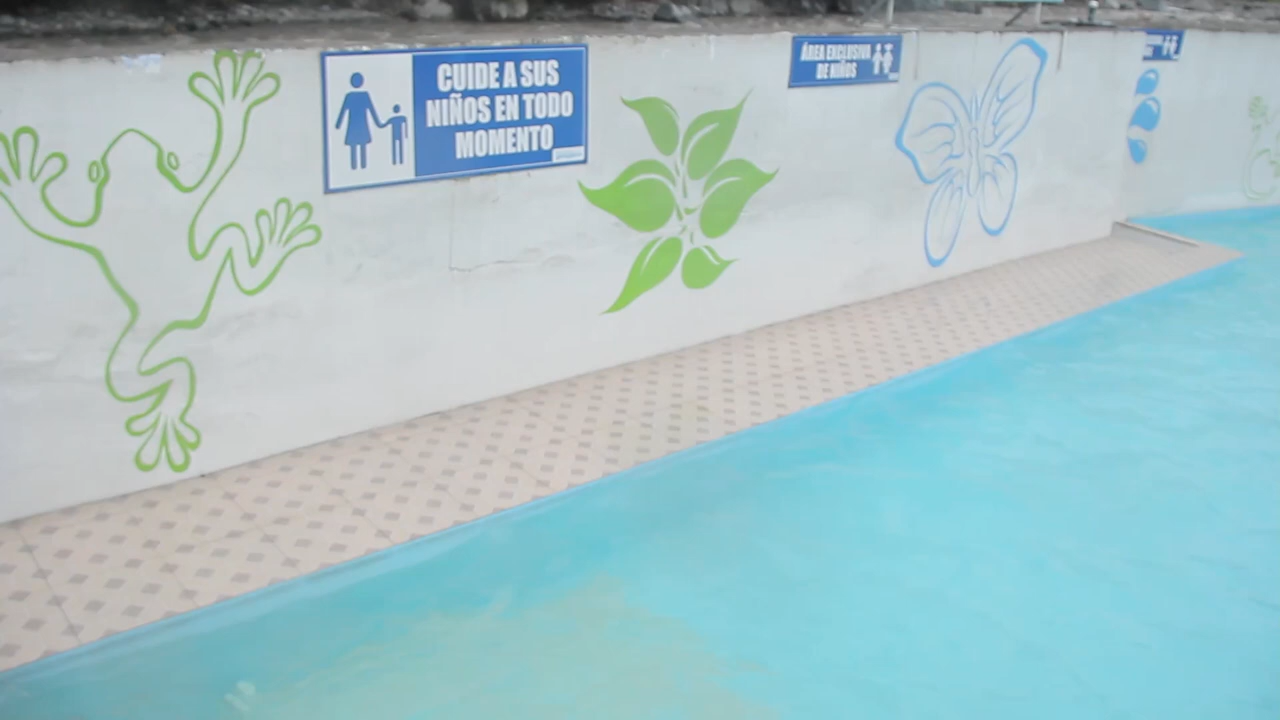 CUIDE A SUS
NIÑOS EN TODO
MOMENTO
ÁREA EXCLUSIVA
DE NIÑOS